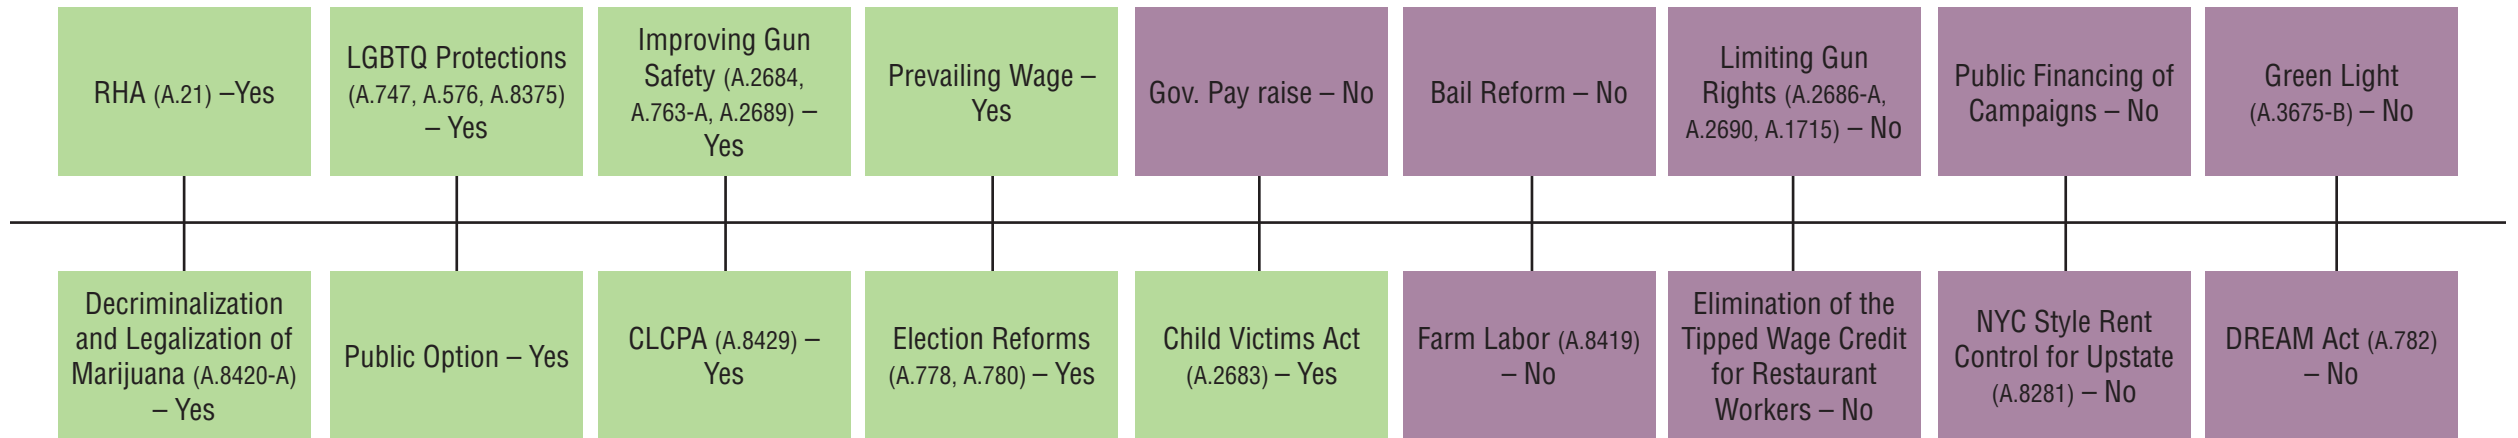 RHA (A.21) –Yes
LGBTQ Protections
(A.747, A.576, A.8375)
– Yes
Improving Gun
Safety (A.2684,
A.763-A, A.2689) –
Yes
Prevailing Wage –
Yes
Gov. Pay raise – No
Bail Reform – No
Limiting Gun
Rights (A.2686-A,
A.2690, A.1715) – No
Public Financing of
Campaigns – No
Green Light
(A.3675-B) – No
Decriminalization
and Legalization of
Marijuana (A.8420-A)
– Yes
Public Option – Yes
CLCPA (A.8429) –
Yes
Election Reforms
(A.778, A.780) – Yes
Child Victims Act
(A.2683) – Yes
Farm Labor (A.8419)
– No
Elimination of the
Tipped Wage Credit
for Restaurant
Workers – No
NYC Style Rent
Control for Upstate
(A.8281) – No
DREAM Act (A.782)
– No